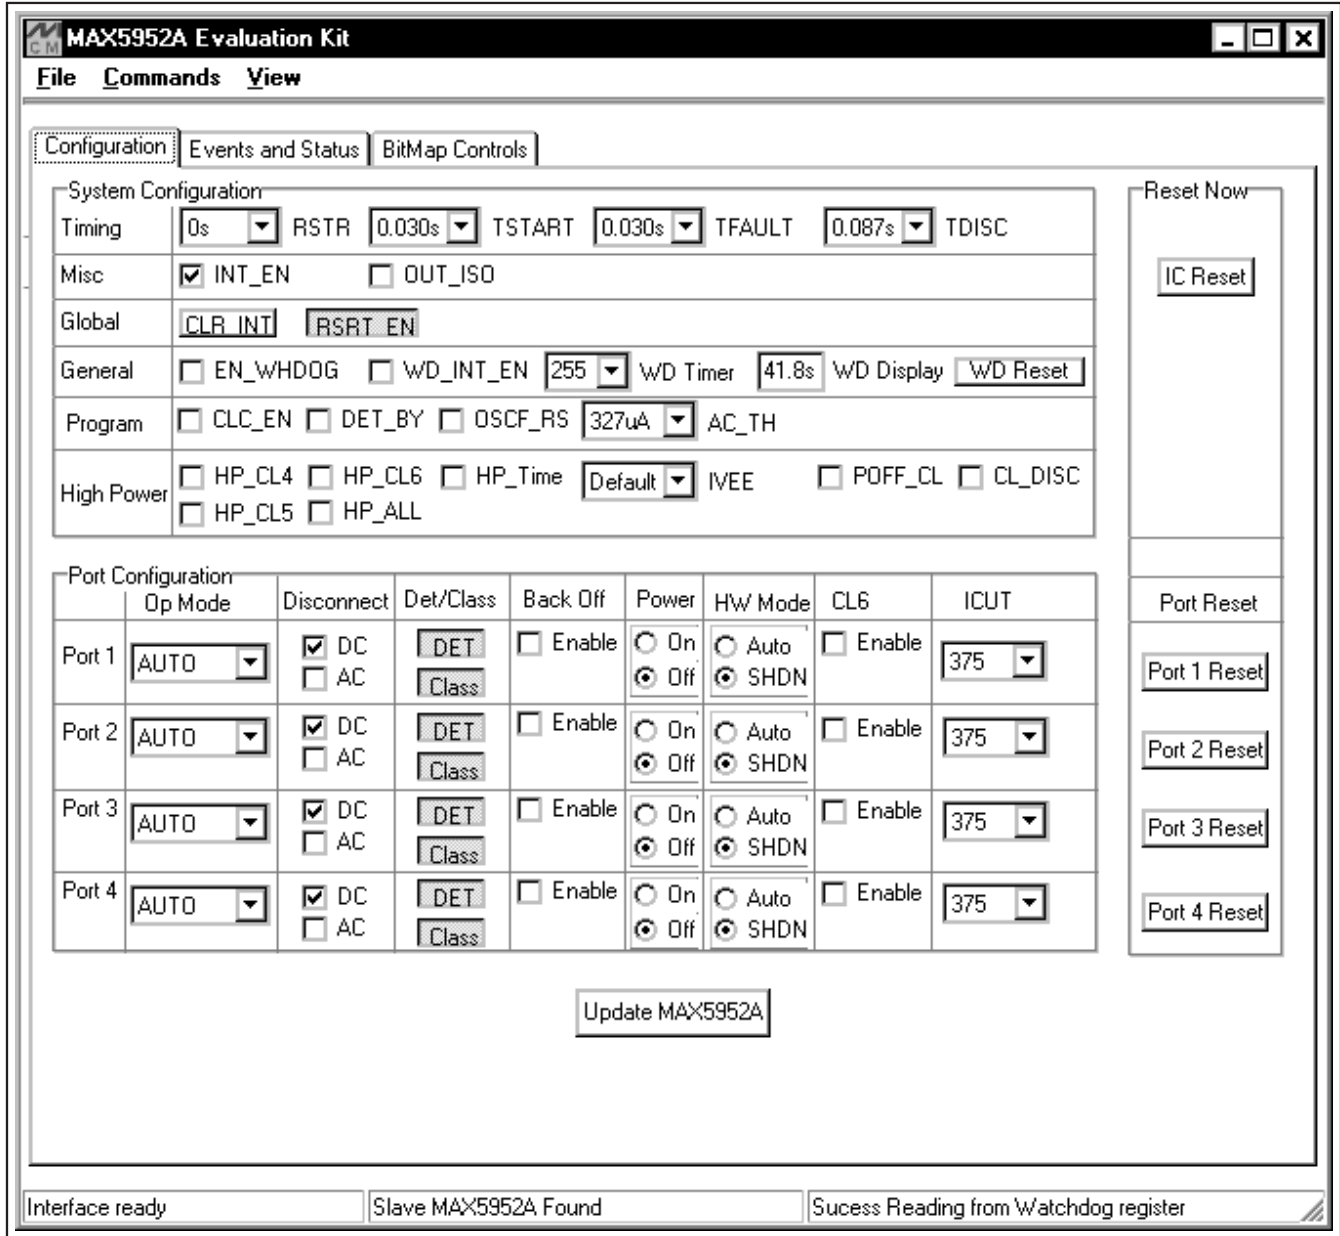 MAX5952A Evaluation Kit
CM
File Commands View
Configuration Events and Status BitMap Controls
System Configuration Reset Now
Timing 0s RSTR 0.030s TSTART 0.030s TFAULT 0.087s TDISC
Misc INT_EN OUT_ISO IC Reset
Global CLR_INT RSRT_EN
General EN_WHDOG WD_INT_EN 255 WD Timer 41.8s WD Display WD Reset
Program CLC_EN DET_BY OSCF_RS 327uA AC_TH
High Power HP_CL4 HP_CL6 HP_Time Default IVEE POFF_CL CL_DISC
HP_CL5 HP_ALL
Port Configuration
Op Mode Disconnect Det/Class Back Off Power HW Mode CL6 ICUT Port Reset
Port 1 AUTO DC DET Enable On Auto Enable 375 Port 1 Reset
AC Class Off SHDN
Port 2 AUTO DC DET Enable On Auto Enable 375 Port 2 Reset
AC Class Off SHDN
Port 3 AUTO DC DET Enable On Auto Enable 375 Port 3 Reset
AC Class Off SHDN
Port 4 AUTO DC DET Enable On Auto Enable 375 Port 4 Reset
AC Class Off SHDN
Update MAX5952A
Interface ready Slave MAX5952A Found Sucess Reading from Watchdog register